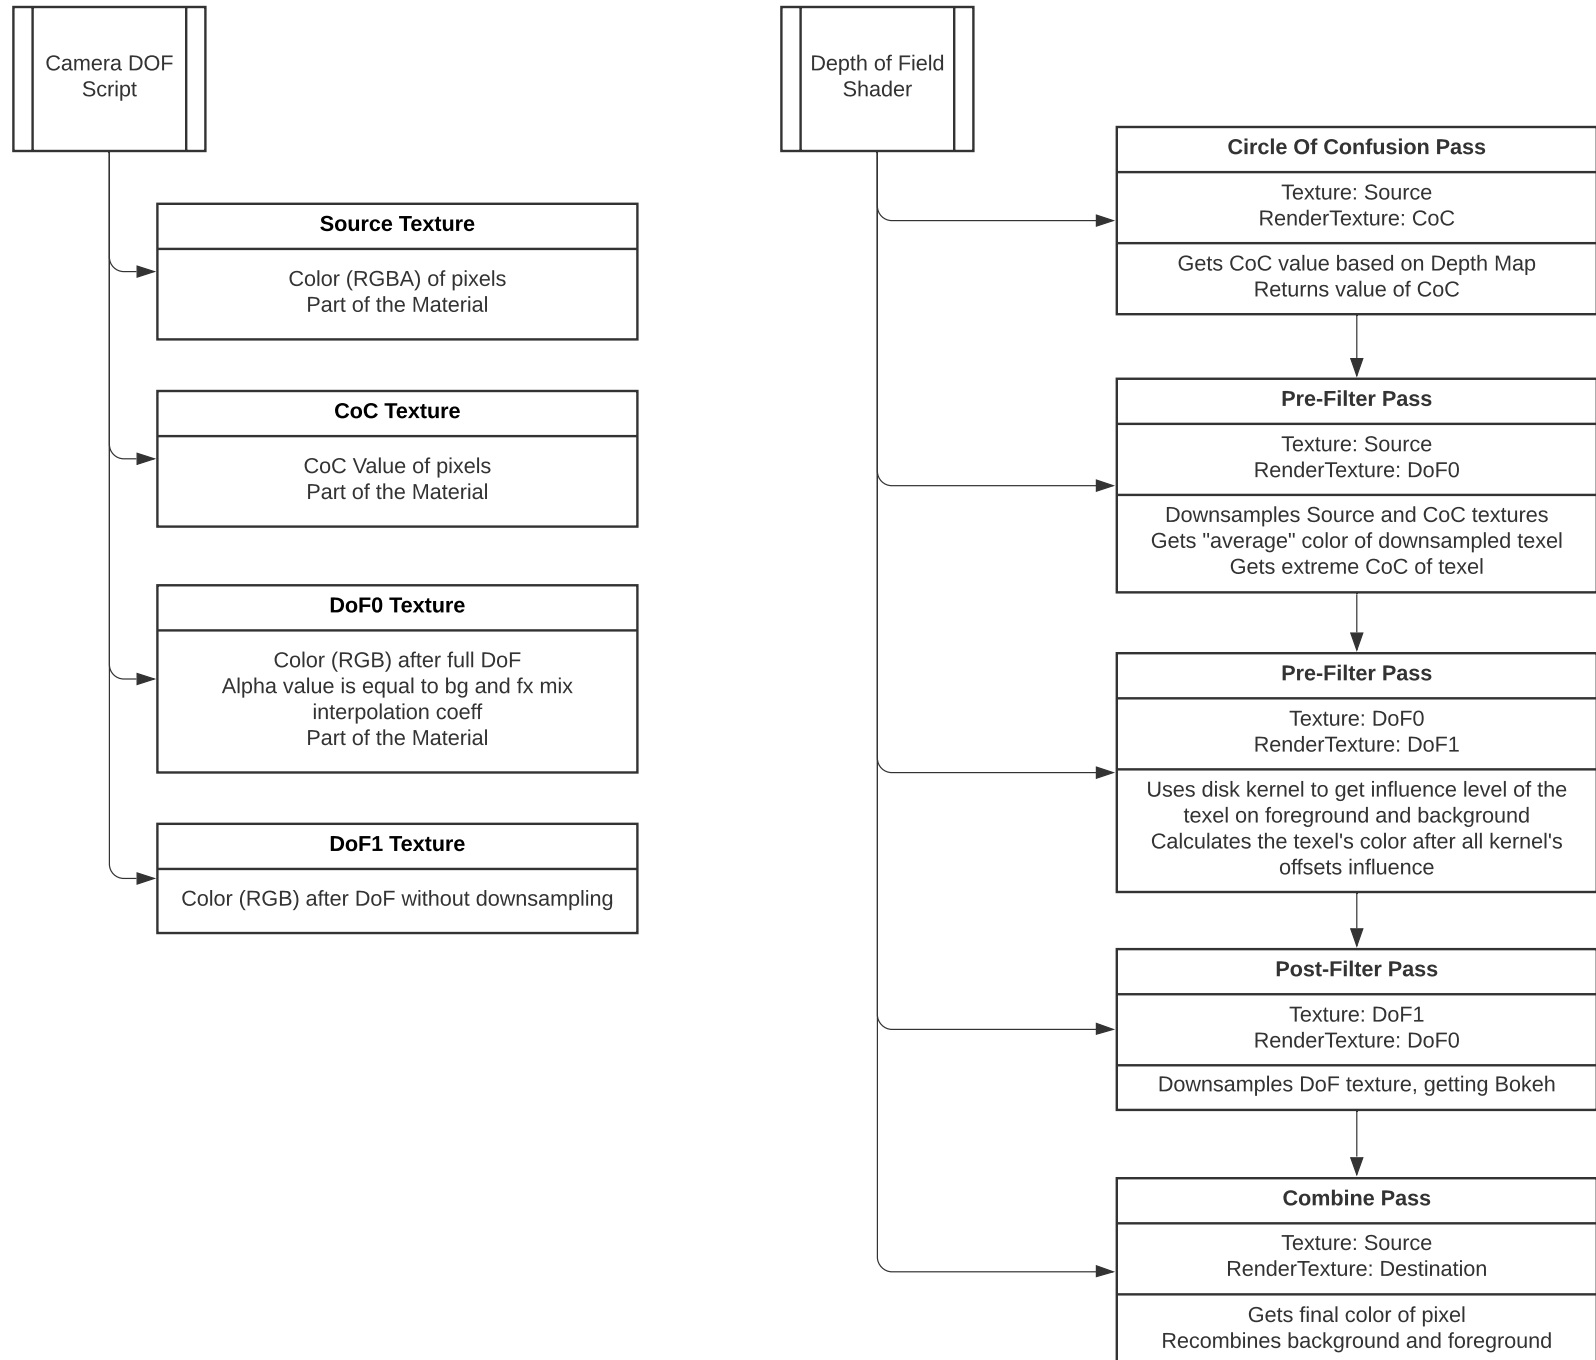 Camera DOF
Script
Source Texture
Color (RGBA) of pixels
Part of the Material
CoC Texture
CoC Value of pixels
Part of the Material
DoF0 Texture
Color (RGB) after full DoF
Alpha value is equal to bg and fx mix
interpolation coeff
Part of the Material
DoF1 Texture
Color (RGB) after DoF without downsampling
Depth of Field
Shader
Circle Of Confusion Pass
Texture: Source
RenderTexture: CoC
Gets CoC value based on Depth Map
Returns value of CoC
Pre-Filter Pass
Texture: Source
RenderTexture: DoF0
Downsamples Source and CoC textures
Gets "average" color of downsampled texel
Gets extreme CoC of texel
Pre-Filter Pass
Texture: DoF0
RenderTexture: DoF1
Uses disk kernel to get influence level of the
texel on foreground and background
Calculates the texel's color after all kernel's
offsets influence
Post-Filter Pass
Texture: DoF1
RenderTexture: DoF0
Downsamples DoF texture, getting Bokeh
Combine Pass
Texture: Source
RenderTexture: Destination
Gets final color of pixel
Recombines background and foreground